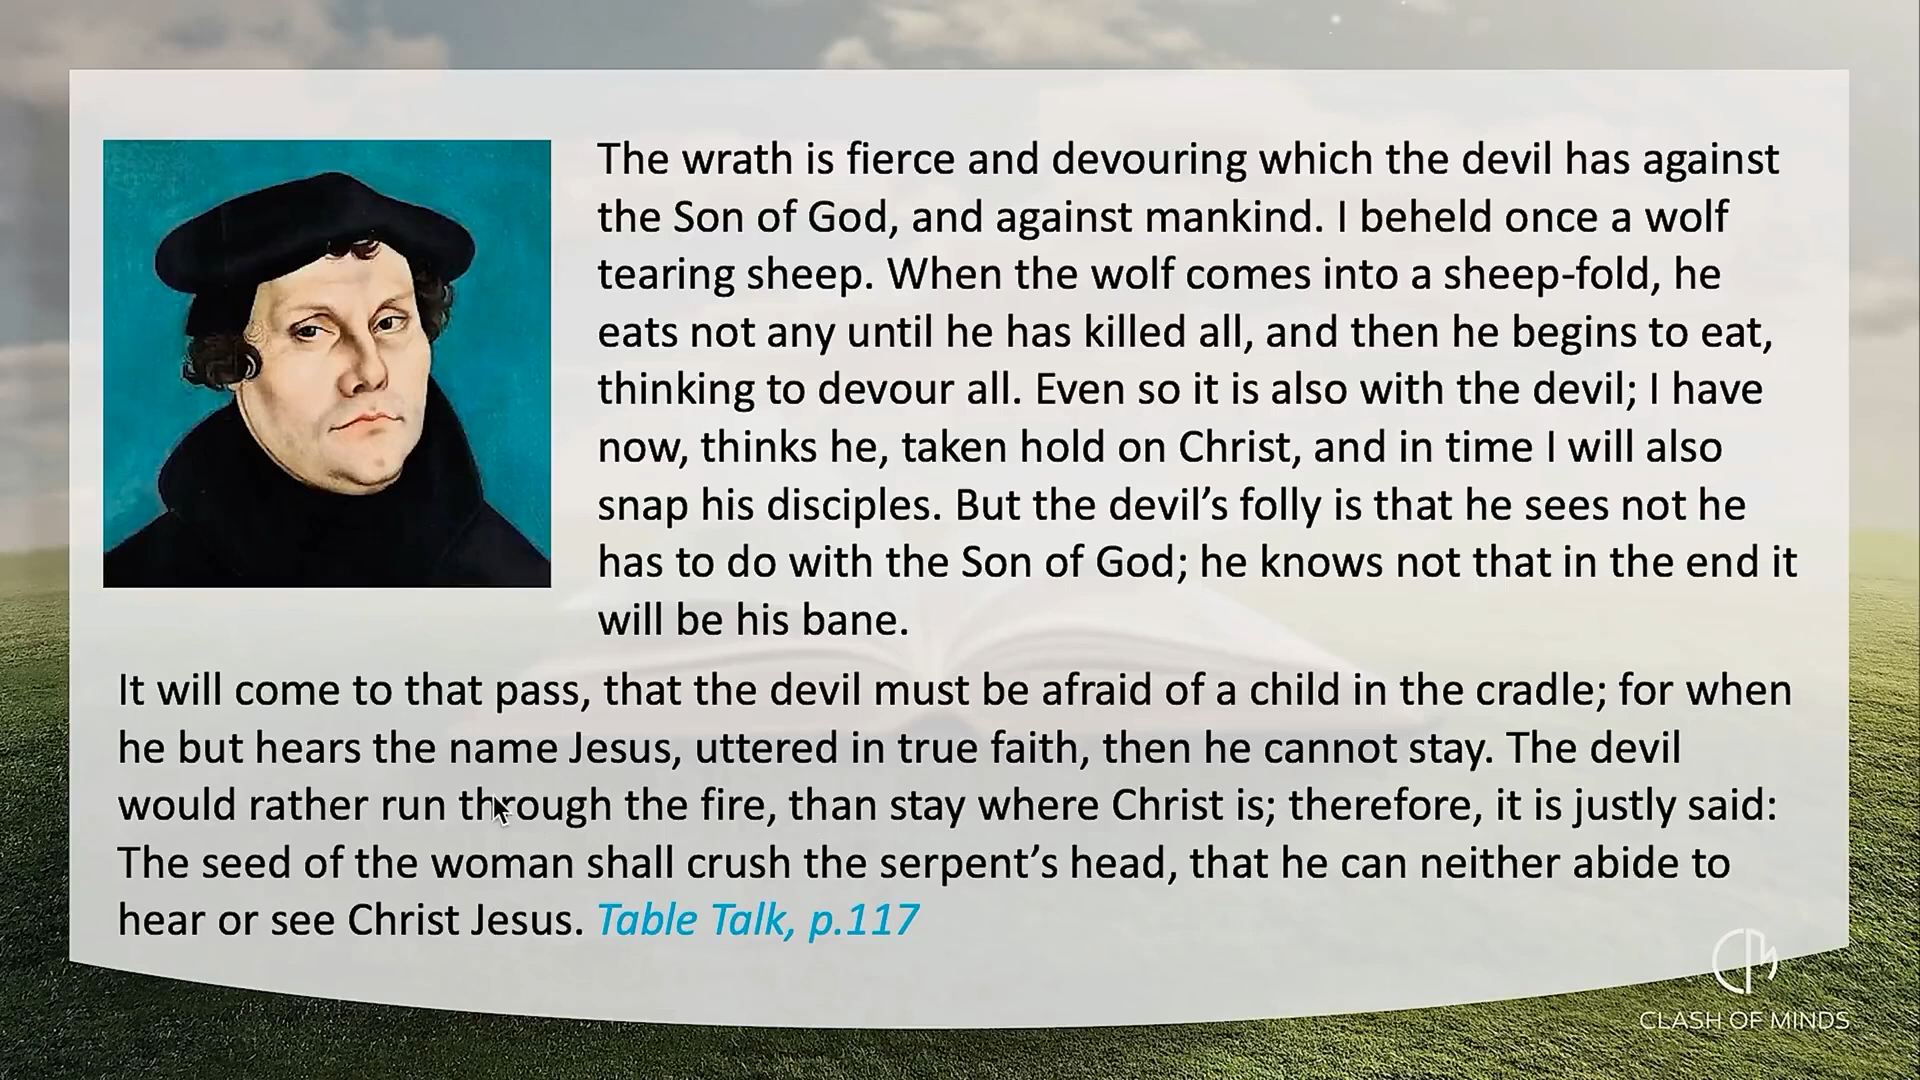 The wrath is fierce and devouring which the devil has against
the Son of God, and against mankind. I beheld once a wolf
tearing sheep. When the wolf comes into a sheep-fold, he
eats not any until he has killed all, and then he begins to eat,
thinking to devour all. Even so it is also with the devil; I have
now, thinks he, taken hold on Christ, and in time I will also
snap his disciples. But the devil’s folly is that he sees not he
has to do with the Son of God; he knows not that in the end it
will be his bane.
It will come to that pass, that the devil must be afraid of a child in the cradle; for when
he but hears the name Jesus, uttered in true faith, then he cannot stay. The devil
would rather run through the fire, than stay where Christ is; therefore, it is justly said:
The seed of the woman shall crush the serpent’s head, that he can neither abide to
hear or see Christ Jesus. Table Talk, p.117
CLASH OF MINDS